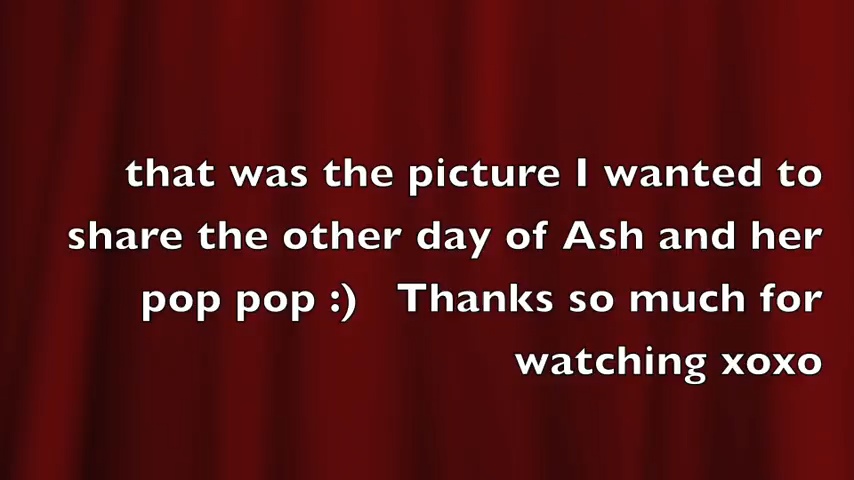 that was the picture I wanted to
share the other day of Ash and her
pop pop :)   Thanks so much for
watching xoxo